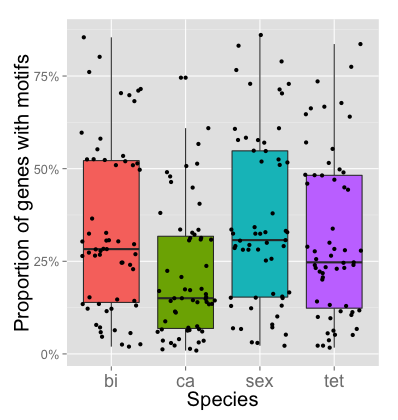 Proportion of genes with motifs
75%
50%
25%
0%
bi ca sex tet
Species